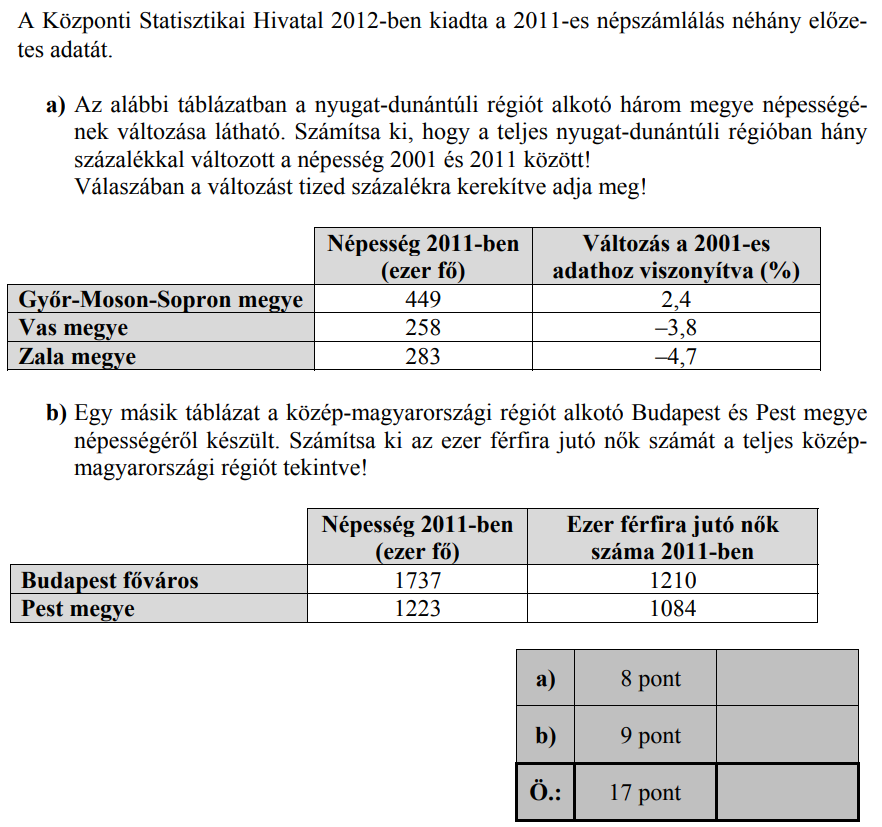 A Központi Statisztikai Hivatal 2012-ben kiadta a 2011-es népszámlálás néhány előze-
tes adatát.
a) Az alábbi táblázatban a nyugat-dunántúli régiót alkotó három megye népességé-
nek változása látható. Számítsa ki, hogy a teljes nyugat-dunántúli régióban hány
százalékkal változott a népesség 2001 és 2011 között!
Válaszában a változást tized százalékra kerekítve adja meg!
Népesség 2011-ben Változás a 2001-es
(ezer fő) adathoz viszonyítva (%)
Győr-Moson-Sopron megye 449 2,4
Vas megye 258 –3,8
Zala megye 283 –4,7
b) Egy másik táblázat a közép-magyarországi régiót alkotó Budapest és Pest megye
népességéről készült. Számítsa ki az ezer férfira jutó nők számát a teljes közép-
magyarországi régiót tekintve!
Népesség 2011-ben Ezer férfira jutó nők
(ezer fő) száma 2011-ben
Budapest főváros 1737 1210
Pest megye 1223 1084
a) 8 pont
b) 9 pont
Ö.: 17 pont